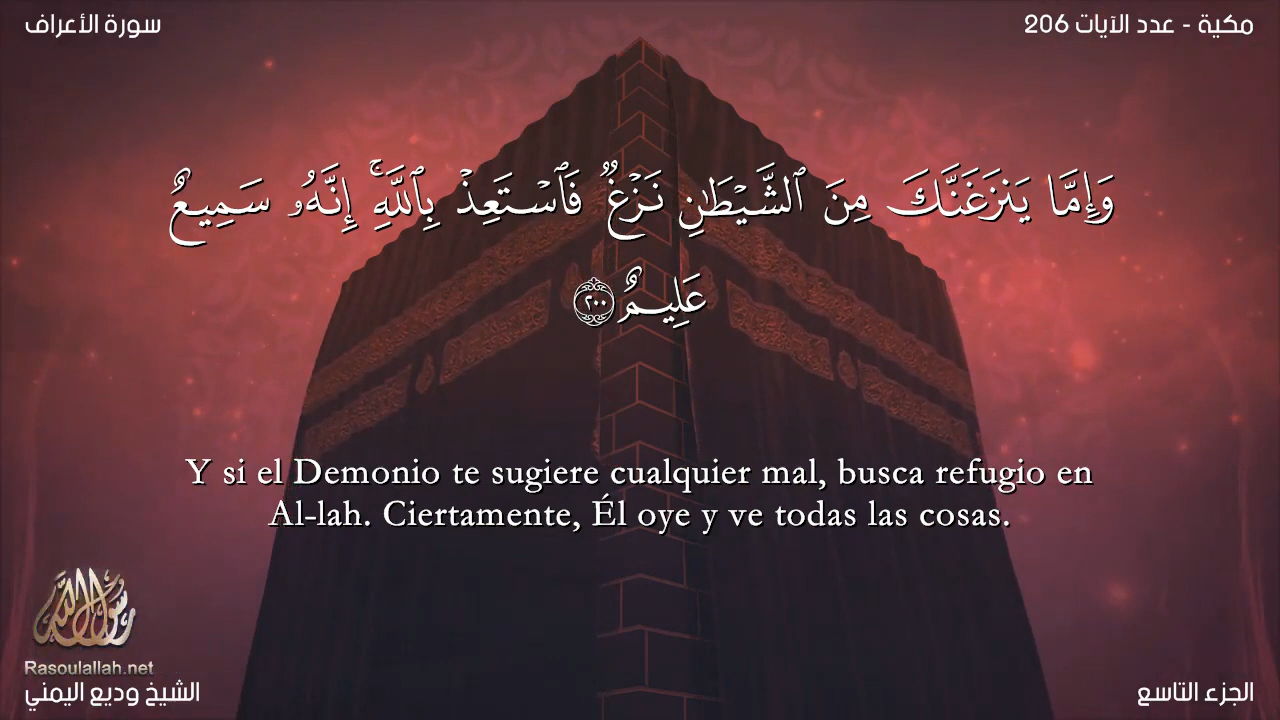 مكية - عدد الآيات 206
سورة الأعراف
وَإِمَّا يَنزَغَنَّكَ مِنَ ٱلشَّيْطَٰنِ نَزْغٌ فَٱسْتَعِذْ بِٱللَّهِ ۚ إِنَّهُۥ سَمِيعٌ
عَلِيمٌ ٢٠٠
Y si el Demonio te sugiere cualquier mal, busca refugio en
Al-lah. Ciertamente, Él oye y ve todas las cosas.
رسول الله
Rasoulallah.net
الجزء التاسع
الشيخ وديع اليمني